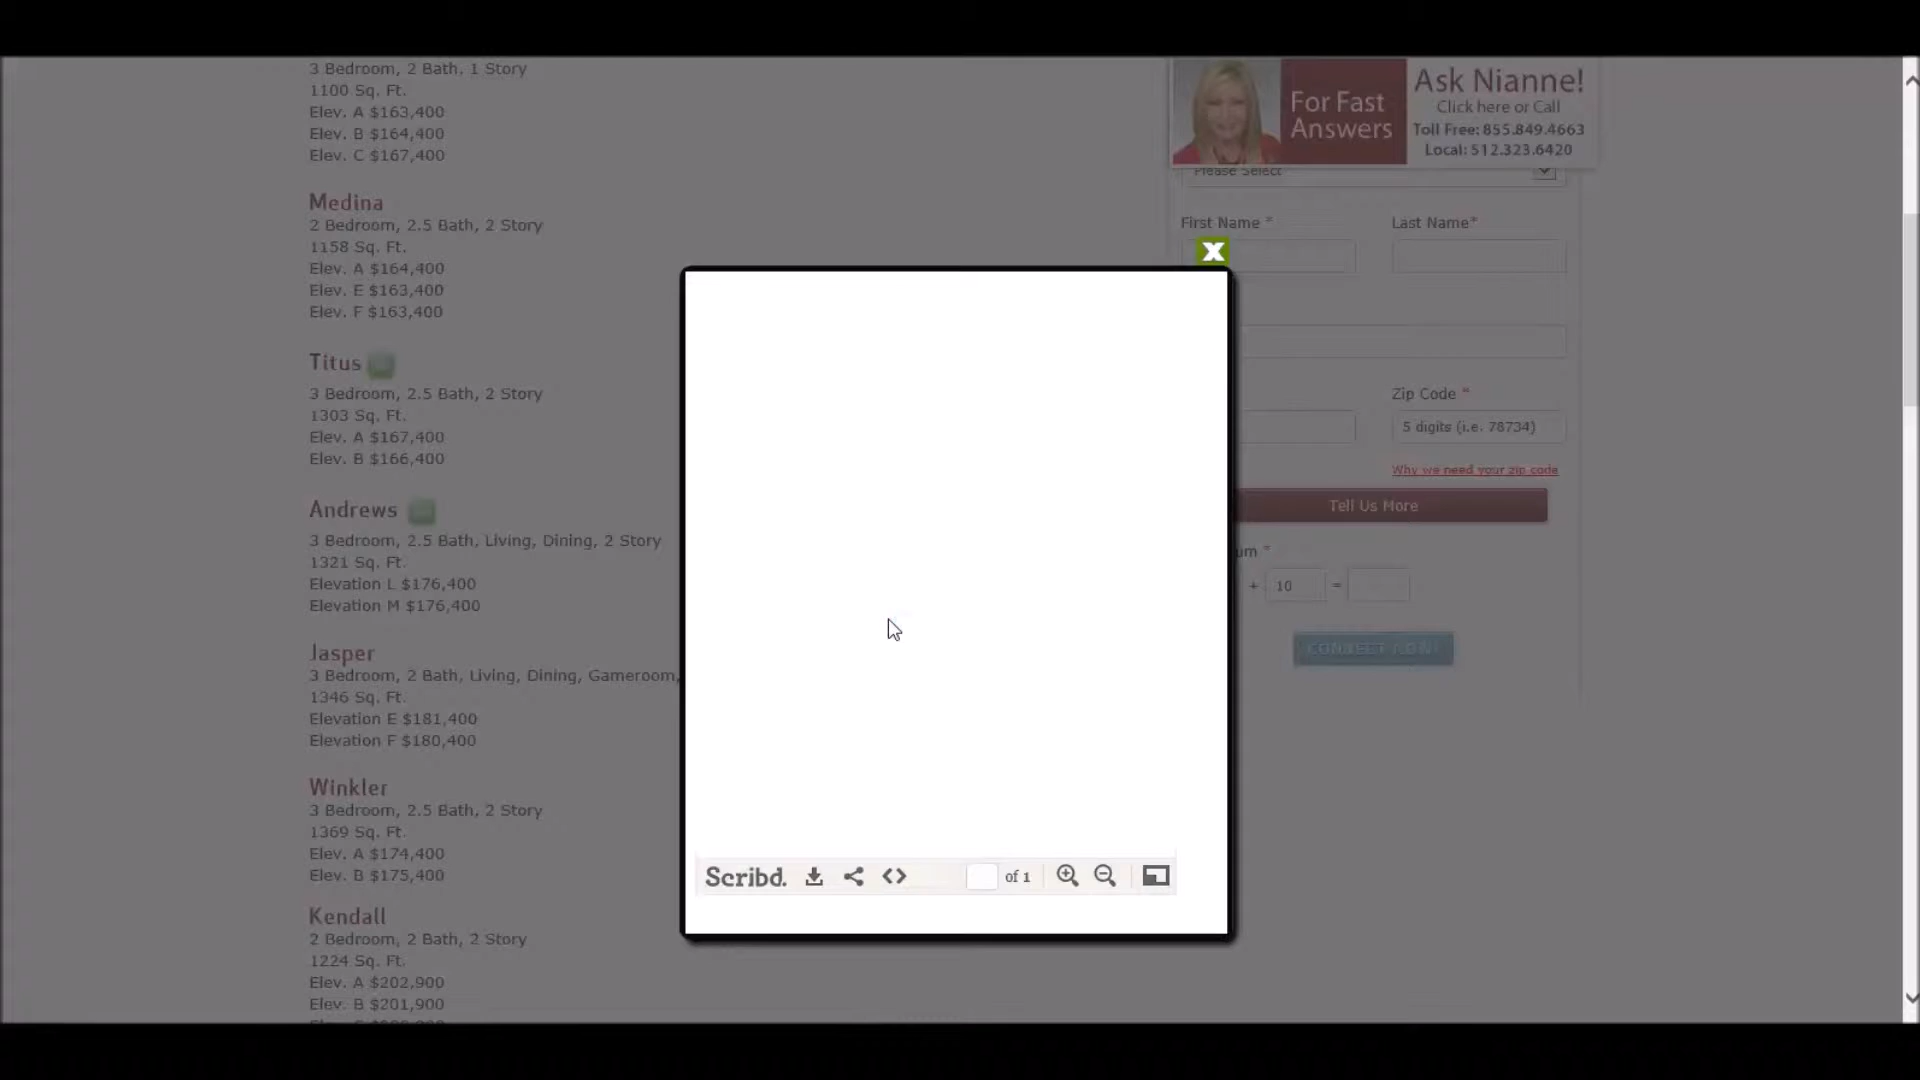 3 Bedroom, 2 Bath, 1 Story
1100 Sq. Ft.
Elev. A $163,400
Elev. B $164,400
Elev. C $167,400
Medina
2 Bedroom, 2.5 Bath, 2 Story
1158 Sq. Ft.
Elev. A $164,400
Elev. E $163,400
Elev. F $163,400
Titus
3 Bedroom, 2.5 Bath, 2 Story
1303 Sq. Ft.
Elev. A $167,400
Elev. B $166,400
Andrews
3 Bedroom, 2.5 Bath, Living, Dining, 2 Story
1321 Sq. Ft.
Elevation L $176,400
Elevation M $176,400
Jasper
3 Bedroom, 2 Bath, Living, Dining, Gameroom,
1346 Sq. Ft.
Elevation E $181,400
Elevation F $180,400
Winkler
3 Bedroom, 2.5 Bath, 2 Story
1369 Sq. Ft.
Elev. A $174,400
Elev. B $175,400
Kendall
2 Bedroom, 2 Bath, 2 Story
1224 Sq. Ft.
Elev. A $202,900
Elev. B $201,900
X
Scribd.
of 1
For Fast
Answers
Ask Nianne!
Click here or Call
Toll Free: 855.849.4663
Local: 512.323.6420
Please Select
First Name * Last Name*
Zip Code *
5 digits (i.e. 78734)
Why we need your zip code
Tell Us More
um *
+ 10 =
CONNECT NOW!